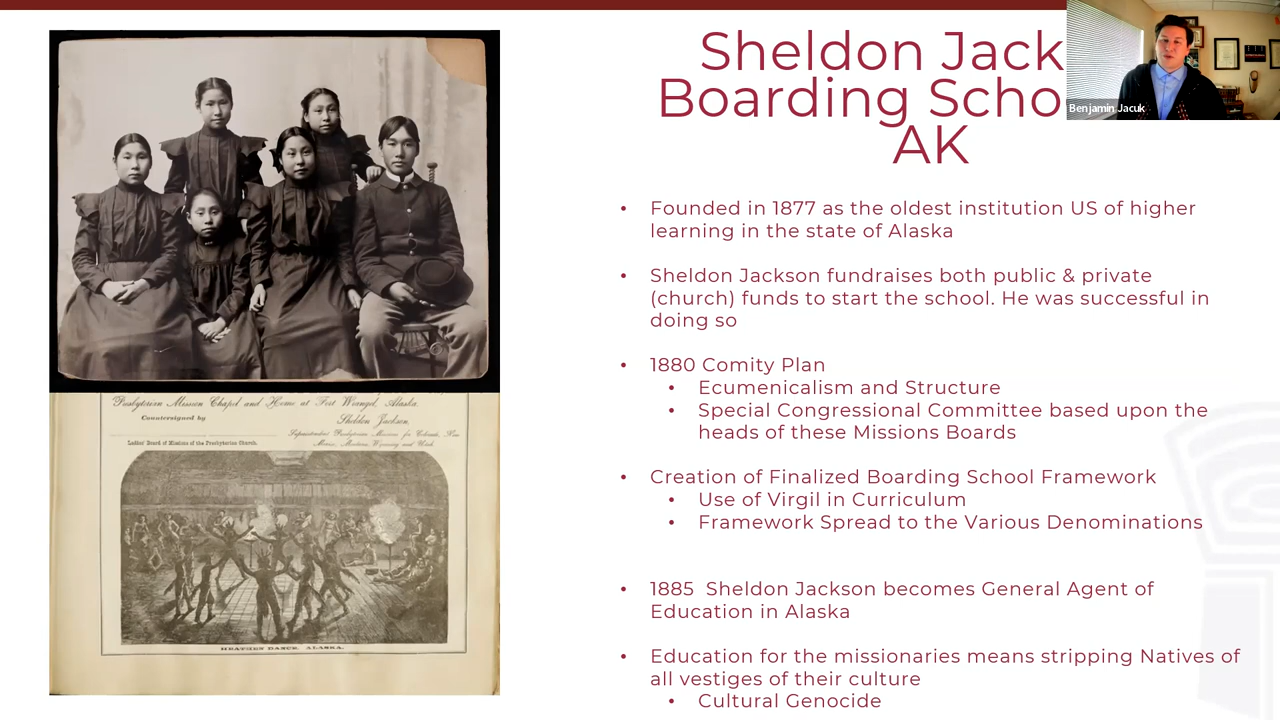 Sheldon Jack
Boarding Scho
AK
Benjamin Jacuk
• Founded in 1877 as the oldest institution US of higher
learning in the state of Alaska
• Sheldon Jackson fundraises both public & private
(church) funds to start the school. He was successful in
doing so
• 1880 Comity Plan
• Ecumenicalism and Structure
• Special Congressional Committee based upon the
heads of these Missions Boards
• Creation of Finalized Boarding School Framework
• Use of Virgil in Curriculum
• Framework Spread to the Various Denominations
• 1885 Sheldon Jackson becomes General Agent of
Education in Alaska
• Education for the missionaries means stripping Natives of
all vestiges of their culture
• Cultural Genocide
Presbyterian Mission Chapel and Home at Fort Wrangel, Alaska.
Countersigned by
Sheldon Jackson,
Superintendent Presbyterian Missions for Colorado, New
Mexico, Montana, Wyoming and Utah.
Ladies' Board of Missions of the Presbyterian Church.
HEATHEN DANCE. ALASKA.